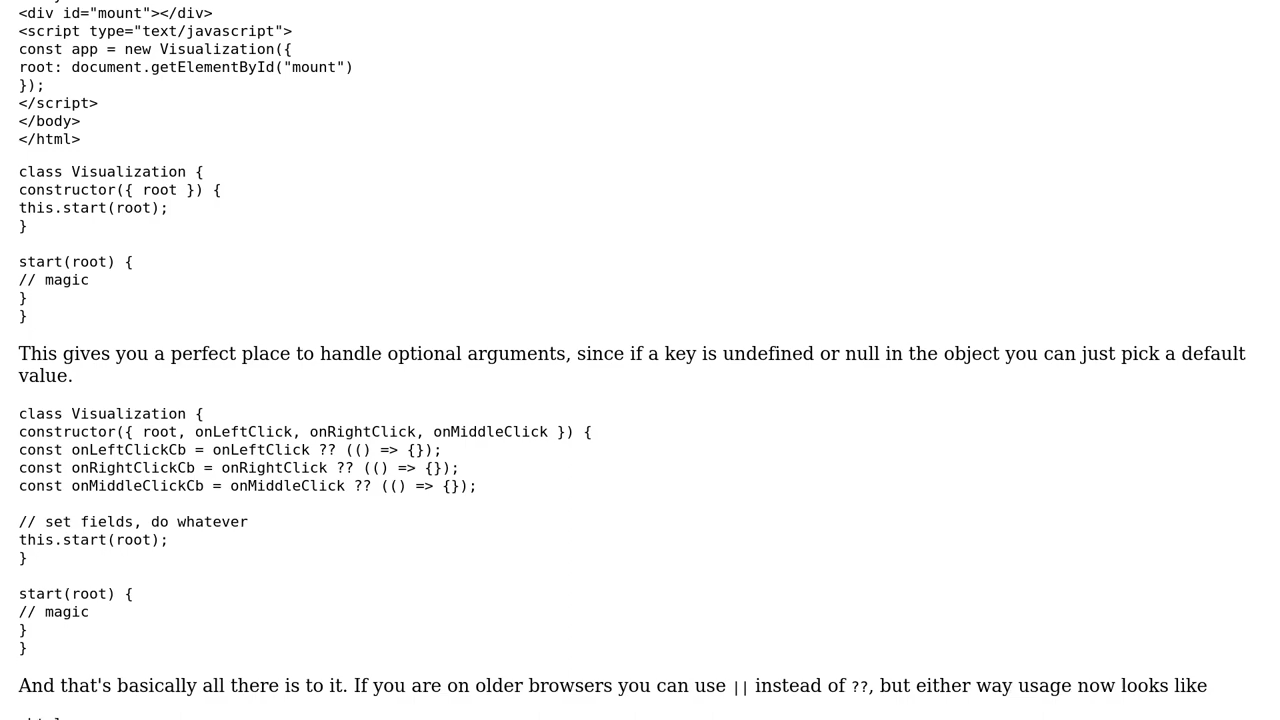 <div id="mount"></div>
<script type="text/javascript">
const app = new Visualization({
root: document.getElementById("mount")
});
</script>
</body>
</html>
class Visualization {
constructor({ root }) {
this.start(root);
}
start(root) {
// magic
}
}
This gives you a perfect place to handle optional arguments, since if a key is undefined or null in the object you can just pick a default
value.
class Visualization {
constructor({ root, onLeftClick, onRightClick, onMiddleClick }) {
const onLeftClickCb = onLeftClick ?? (() => {});
const onRightClickCb = onRightClick ?? (() => {});
const onMiddleClickCb = onMiddleClick ?? (() => {});
// set fields, do whatever
this.start(root);
}
start(root) {
// magic
}
}
And that's basically all there is to it. If you are on older browsers you can use || instead of ??, but either way usage now looks like